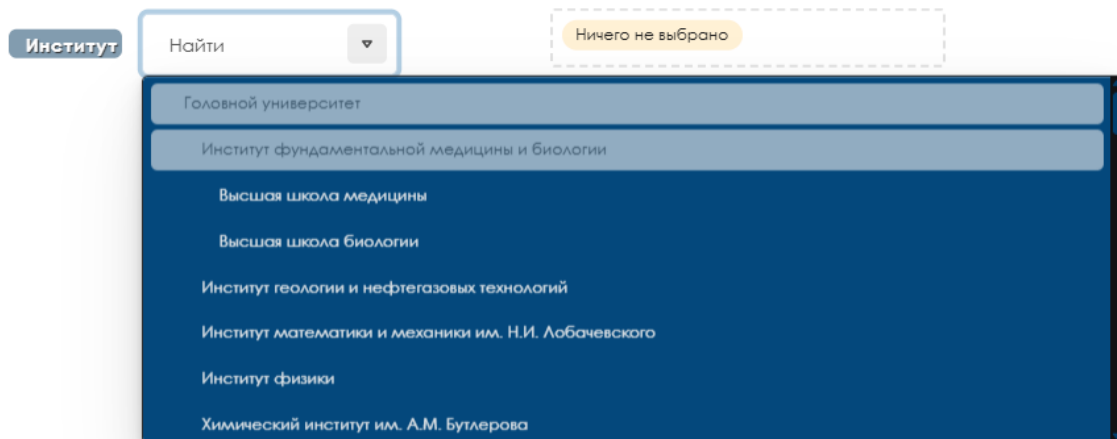 Институт
Найти
Ничего не выбрано
Головной университет
Институт фундаментальной медицины и биологии
Высшая школа медицины
Высшая школа биологии
Институт геологии и нефтегазовых технологий
Институт математики и механики им. Н.И. Лобачевского
Институт физики
Химический институт им. А.М. Бутлерова